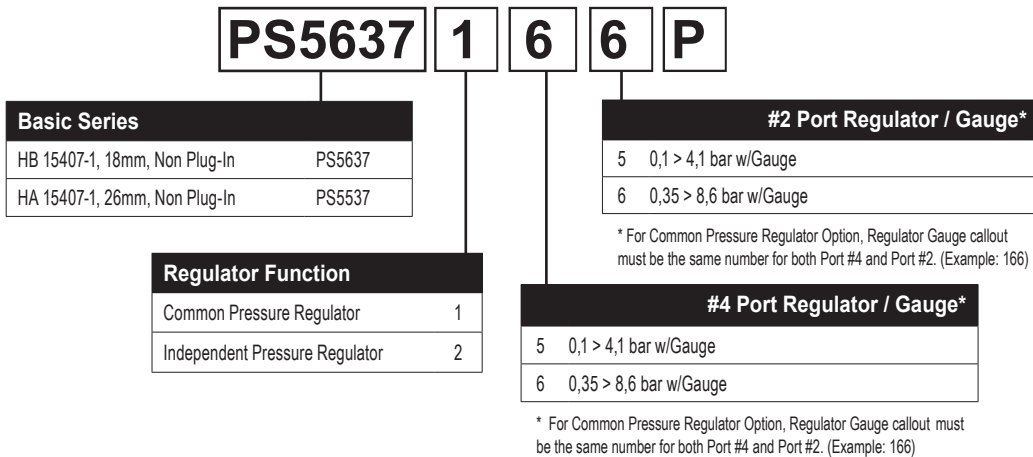 PS5637 1 6 6 P
Basic Series
HB 15407-1, 18mm, Non Plug-In PS5637
HA 15407-1, 26mm, Non Plug-In PS5537
#2 Port Regulator / Gauge*
5 0,1 > 4,1 bar w/Gauge
6 0,35 > 8,6 bar w/Gauge
* For Common Pressure Regulator Option, Regulator Gauge callout
must be the same number for both Port #4 and Port #2. (Example: 166)
Regulator Function
Common Pressure Regulator 1
Independent Pressure Regulator 2
#4 Port Regulator / Gauge*
5 0,1 > 4,1 bar w/Gauge
6 0,35 > 8,6 bar w/Gauge
* For Common Pressure Regulator Option, Regulator Gauge callout must
be the same number for both Port #4 and Port #2. (Example: 166)